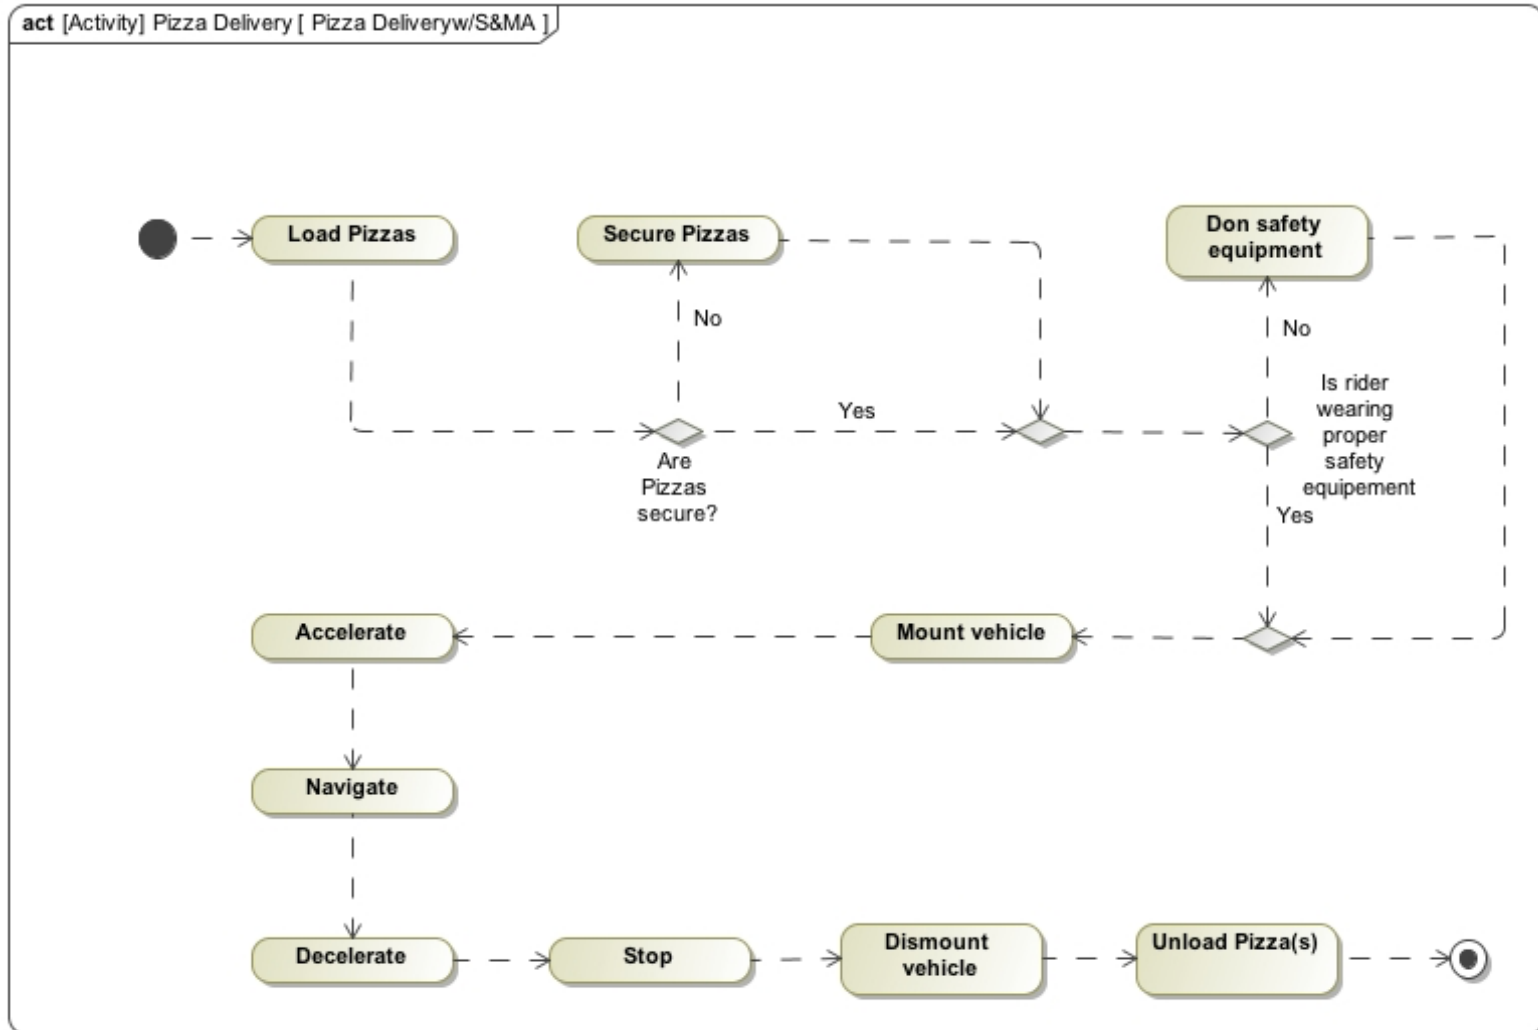 act [Activity] Pizza Delivery [ Pizza Deliveryw/S&MA ]
Load Pizzas
Secure Pizzas
Don safety
equipment
No
No
Is rider
wearing
proper
safety
equipement
Yes
Are
Pizzas
secure?
Yes
Accelerate
Mount vehicle
Navigate
Decelerate
Stop
Dismount
vehicle
Unload Pizza(s)